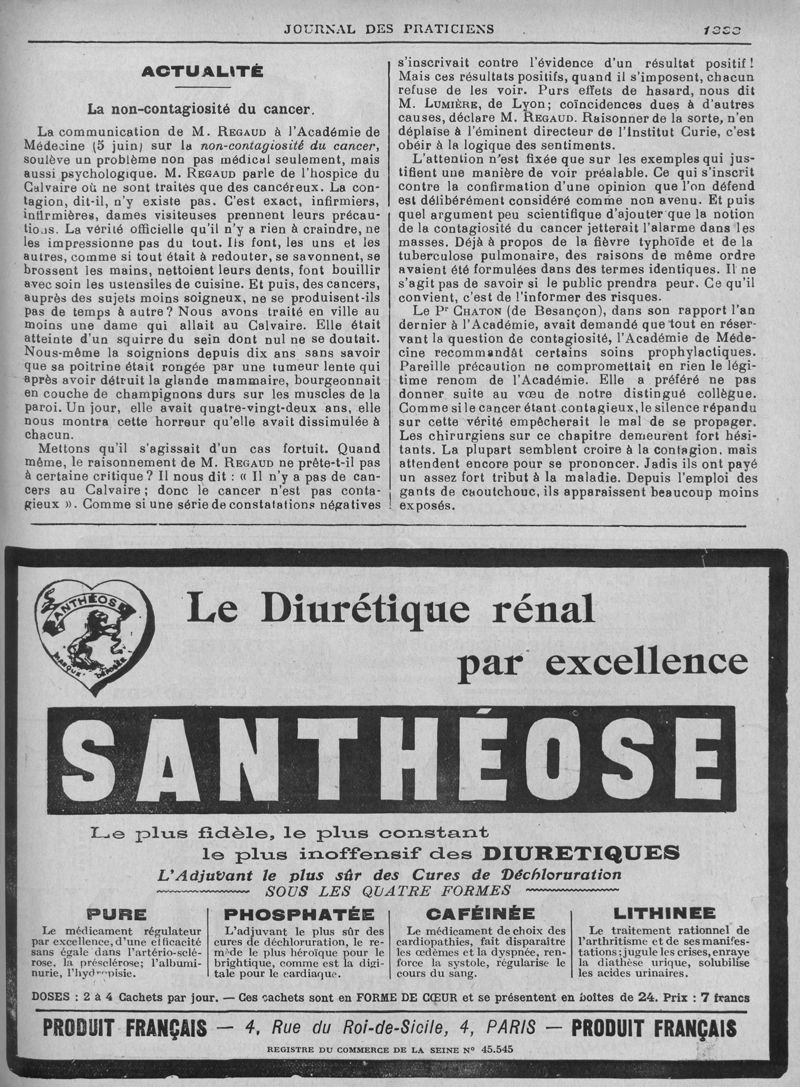 JOURNAL DES PRATICIENS
ACTUALITÉ
La non-contagiosité du cancer.
La communication de M. REGAUD à l'Académie de
Médecine (5 juin) sur la non-contagiosité du cancer,
soulève un problème non pas médical seulement, mais
aussi psychologique. M. REGAUD parle de l'hospice du
Calvaire où ne sont traités que des cancéreux. La con-
tagion, dit-il, n'y existe pas. C'est exact, infirmiers,
infirmières, dames visiteuses prennent leurs précau-
tions. La vérité officielle qu'il n'y a rien à craindre, ne
les impressionne pas du tout. Ils font, les uns et les
autres, comme si tout était à redouter, se savonnent, se
brossent les mains, nettoient leurs dents, font bouillir
avec soin les ustensiles de cuisine. Et puis, des cancers,
auprès des sujets moins soigneux, ne se produisent-ils
pas de temps à autre? Nous avons traité en ville au
moins une dame qui allait au Calvaire. Elle était
atteinte d'un squirre du sein dont nul ne se doutait.
Nous-même la soignions depuis dix ans sans savoir
que sa poitrine était rongée par une tumeur lente qui
après avoir détruit la glande mammaire, bourgeonnait
en couche de champignons durs sur les muscles de la
paroi. Un jour, elle avait quatre-vingt-deux ans, elle
nous montra cette horreur qu'elle avait dissimulée à
chacun.
Mettons qu'il s'agissait d'un cas fortuit. Quand
même, le raisonnement de M. REGAUD ne prête-t-il pas
à certaine critique? Il nous dit : « Il n'y a pas de can-
cers au Calvaire ; donc le cancer n'est pas conta-
gieux ». Comme si une série de constatations négatives
s'inscrivait contre l'évidence d'un résultat positif!
Mais ces résultats positifs, quand il s'imposent, chacun
refuse de les voir. Purs effets de hasard, nous dit
M. LUMIÈRE, de Lyon; coïncidences dues à d'autres
causes, déclare M. REGAUD. Raisonner de la sorte, n'en
déplaise à l'éminent directeur de l'Institut Curie, c'est
obéir à la logique des sentiments.
L'attention n'est fixée que sur les exemples qui jus-
tifient une manière de voir préalable. Ce qui s'inscrit
contre la confirmation d'une opinion que l'on défend
est délibérément considéré comme non avenu. Et puis
quel argument peu scientifique d'ajouter que la notion
de la contagiosité du cancer jetterait l'alarme dans les
masses. Déjà à propos de la fièvre typhoïde et de la
tuberculose pulmonaire, des raisons de même ordre
avaient été formulées dans des termes identiques. Il ne
s'agit pas de savoir si le public prendra peur. Ce qu'il
convient, c'est de l'informer des risques.
Le Pr CHATON (de Besançon), dans son rapport l'an
dernier à l'Académie, avait demandé que tout en réser-
vant la question de contagiosité, l'Académie de Méde-
cine recommandât certains soins prophylactiques.
Pareille précaution ne compromettait en rien le légi-
time renom de l'Académie. Elle a préféré ne pas
donner suite au vœu de notre distingué collègue.
Comme si le cancer étant contagieux, le silence répandu
sur cette vérité empêcherait le mal de se propager.
Les chirurgiens sur ce chapitre demeurent fort hési-
tants. La plupart semblent croire à la contagion, mais
attendent encore pour se prononcer. Jadis ils ont payé
un assez fort tribut à la maladie. Depuis l'emploi des
gants de caoutchouc, ils apparaissent beaucoup moins
exposés.
SANTHÉOSE
MARQUE DÉPOSÉE
Le Diurétique rénal
par excellence
SANTHÉOSE
Le plus fidèle, le plus constant
le plus inoffensif des DIURETIQUES
L'Adjuvant le plus sûr des Cures de Déchloruration
SOUS LES QUATRE FORMES
PURE
Le médicament régulateur
par excellence, d'une efficacité
sans égale dans l'artério-sclé-
rose, la présclérose; l'albumi-
nurie, l'hydropisie.
PHOSPHATÉE
L'adjuvant le plus sûr des
cures de déchloruration, le re-
mède le plus héroïque pour le
brightique, comme est la digi-
tale pour le cardiaque.
CAFÉINÉE
Le médicament de choix des
cardiopathies, fait disparaître
les œdèmes et la dyspnée, ren-
force la systole, régularise le
cours du sang.
LITHINEE
Le traitement rationnel de
l'arthritisme et de ses manifes-
tations; jugule les crises, enraye
la diathèse urique, solubilise
les acides urinaires.
DOSES : 2 à 4 Cachets par jour. — Ces cachets sont en FORME DE CŒUR et se présentent en boîtes de 24. Prix : 7 francs
PRODUIT FRANÇAIS — 4, Rue du Roi-de-Sicile, 4, PARIS — PRODUIT FRANÇAIS
REGISTRE DU COMMERCE DE LA SEINE Nº 45.545